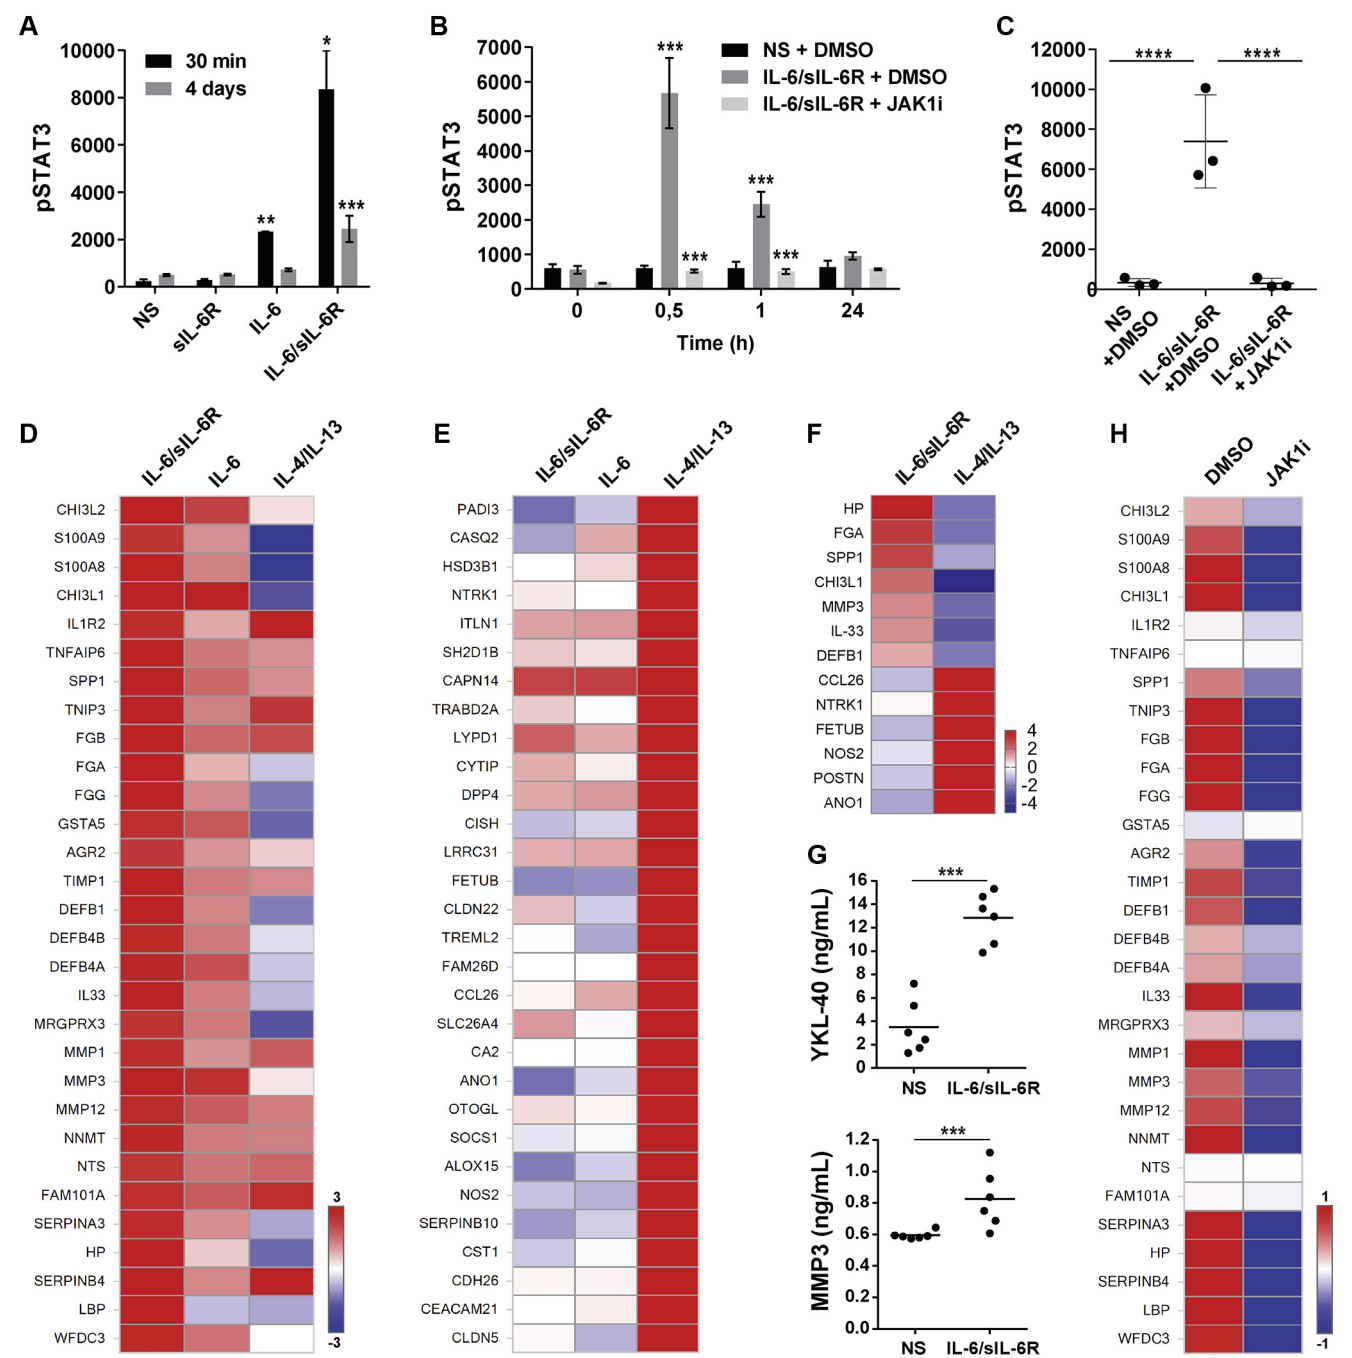 A
10000
8000
6000
4000
2000
0
pSTAT3
30 min
4 days
*
**
***
NS
sIL-6R
IL-6
IL-6/sIL-6R
B
7000
6000
5000
4000
3000
2000
1000
0
pSTAT3
NS + DMSO
IL-6/sIL-6R + DMSO
IL-6/sIL-6R + JAK1i
***
***
***
***
0
0,5
1
24
Time (h)
C
12000
10000
8000
6000
4000
2000
0
pSTAT3
****
****
NS
+DMSO
IL-6/sIL-6R
+DMSO
IL-6/sIL-6R
+JAK1i
D
IL-6/sIL-6R
IL-6
IL-4/IL-13
CHI3L2
S100A9
S100A8
CHI3L1
IL1R2
TNFAIP6
SPP1
TNIP3
FGB
FGA
FGG
GSTA5
AGR2
TIMP1
DEFB1
DEFB4B
DEFB4A
IL33
MRGPRX3
MMP1
MMP3
MMP12
NNMT
NTS
FAM101A
SERPINA3
HP
SERPINB4
LBP
WFDC3
3
-3
E
IL-6/sIL-6R
IL-6
IL-4/IL-13
PADI3
CASQ2
HSD3B1
NTRK1
ITLN1
SH2D1B
CAPN14
TRABD2A
LYPD1
CYTIP
DPP4
CISH
LRRC31
FETUB
CLDN22
TREML2
FAM26D
CCL26
SLC26A4
CA2
ANO1
OTOGL
SOCS1
ALOX15
NOS2
SERPINB10
CST1
CDH26
CEACAM21
CLDN5
F
IL-6/sIL-6R
IL-4/IL-13
HP
FGA
SPP1
CHI3L1
MMP3
IL-33
DEFB1
CCL26
NTRK1
FETUB
NOS2
POSTN
ANO1
4
2
0
-2
-4
G
YKL-40 (ng/mL)
16
14
12
10
8
6
4
2
0
***
NS
IL-6/sIL-6R
MMP3 (ng/mL)
1.2
1.0
0.8
0.6
0.4
0.2
0.0
***
NS
IL-6/sIL-6R
H
DMSO
JAK1i
CHI3L2
S100A9
S100A8
CHI3L1
IL1R2
TNFAIP6
SPP1
TNIP3
FGB
FGA
FGG
GSTA5
AGR2
TIMP1
DEFB1
DEFB4B
DEFB4A
IL33
MRGPRX3
MMP1
MMP3
MMP12
NNMT
NTS
FAM101A
SERPINA3
HP
SERPINB4
LBP
WFDC3
1
-1